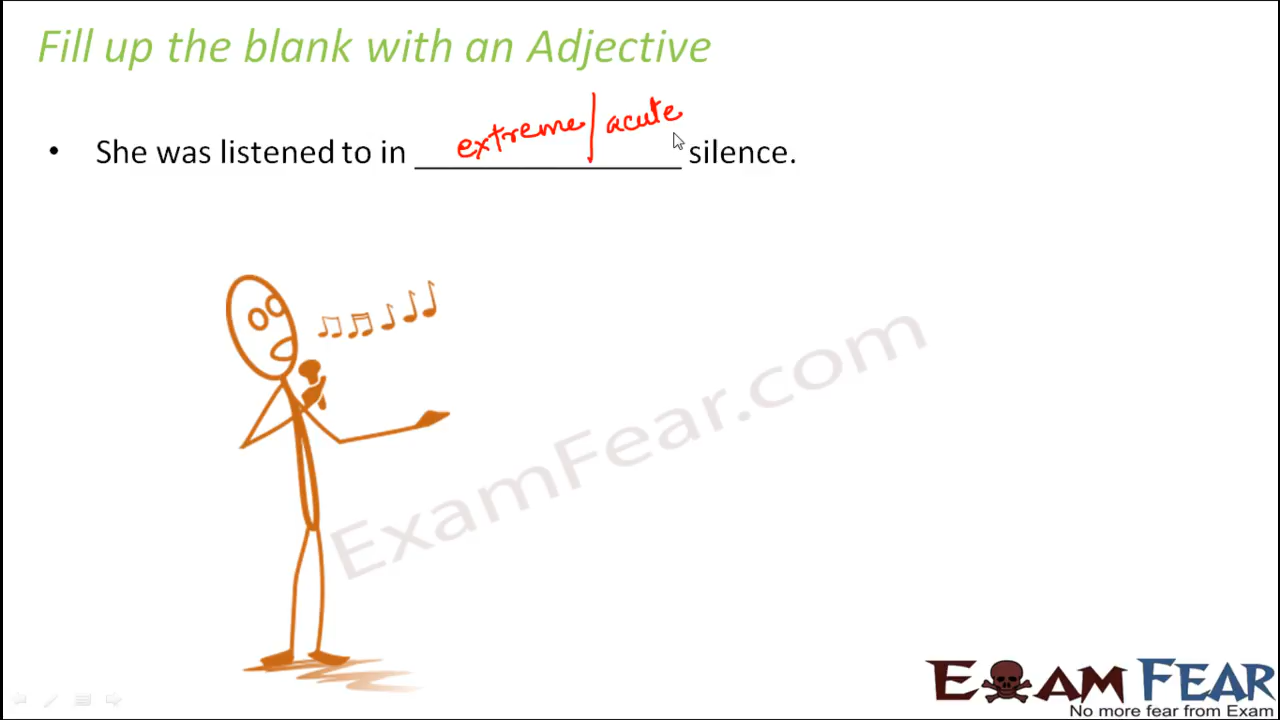 Fill up the blank with an Adjective
extreme/acute
• She was listened to in ____________ silence.
ExamFear.com
EXAM FEAR
No more fear from Exam